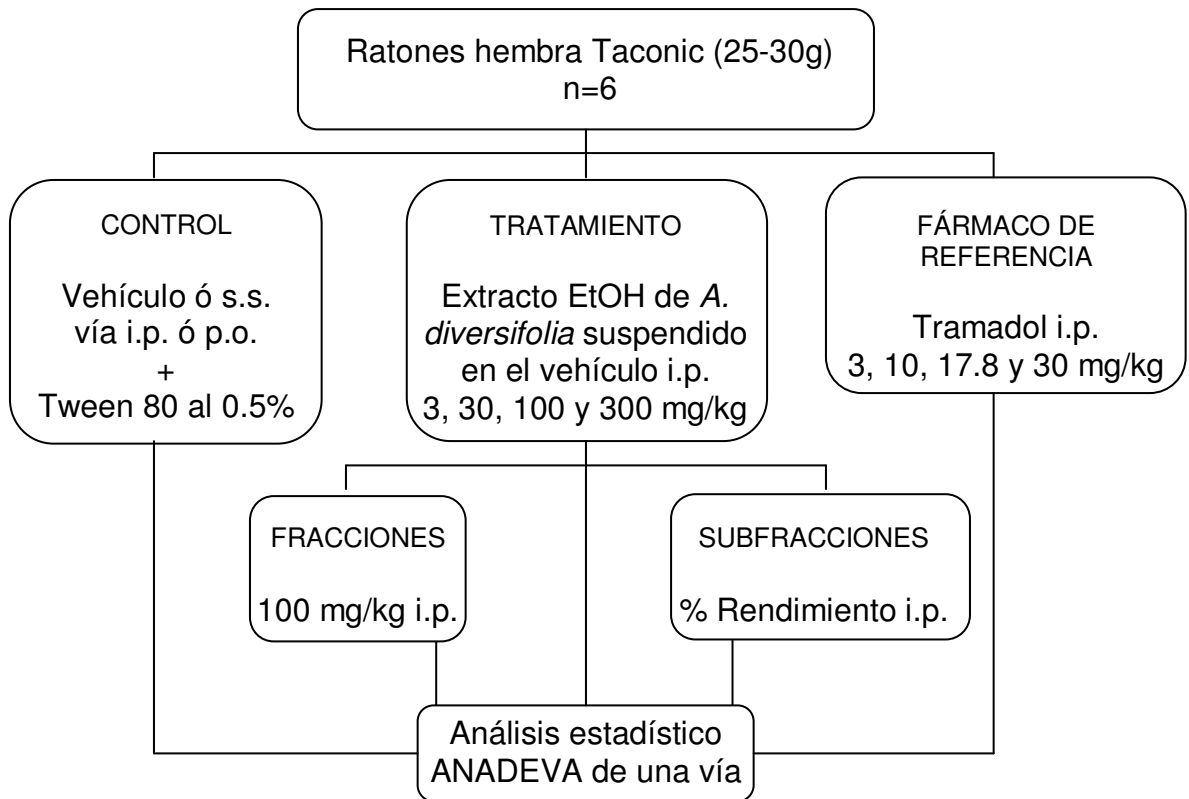 Ratones hembra Taconic (25-30g)
n=6
CONTROL
Vehículo ó s.s.
vía i.p. ó p.o.
+
Tween 80 al 0.5%
TRATAMIENTO
Extracto EtOH de A.
diversifolia suspendido
en el vehículo i.p.
3, 30, 100 y 300 mg/kg
FÁRMACO DE
REFERENCIA
Tramadol i.p.
3, 10, 17.8 y 30 mg/kg
FRACCIONES
100 mg/kg i.p.
SUBFRACCIONES
% Rendimiento i.p.
Análisis estadístico
ANADEVA de una vía